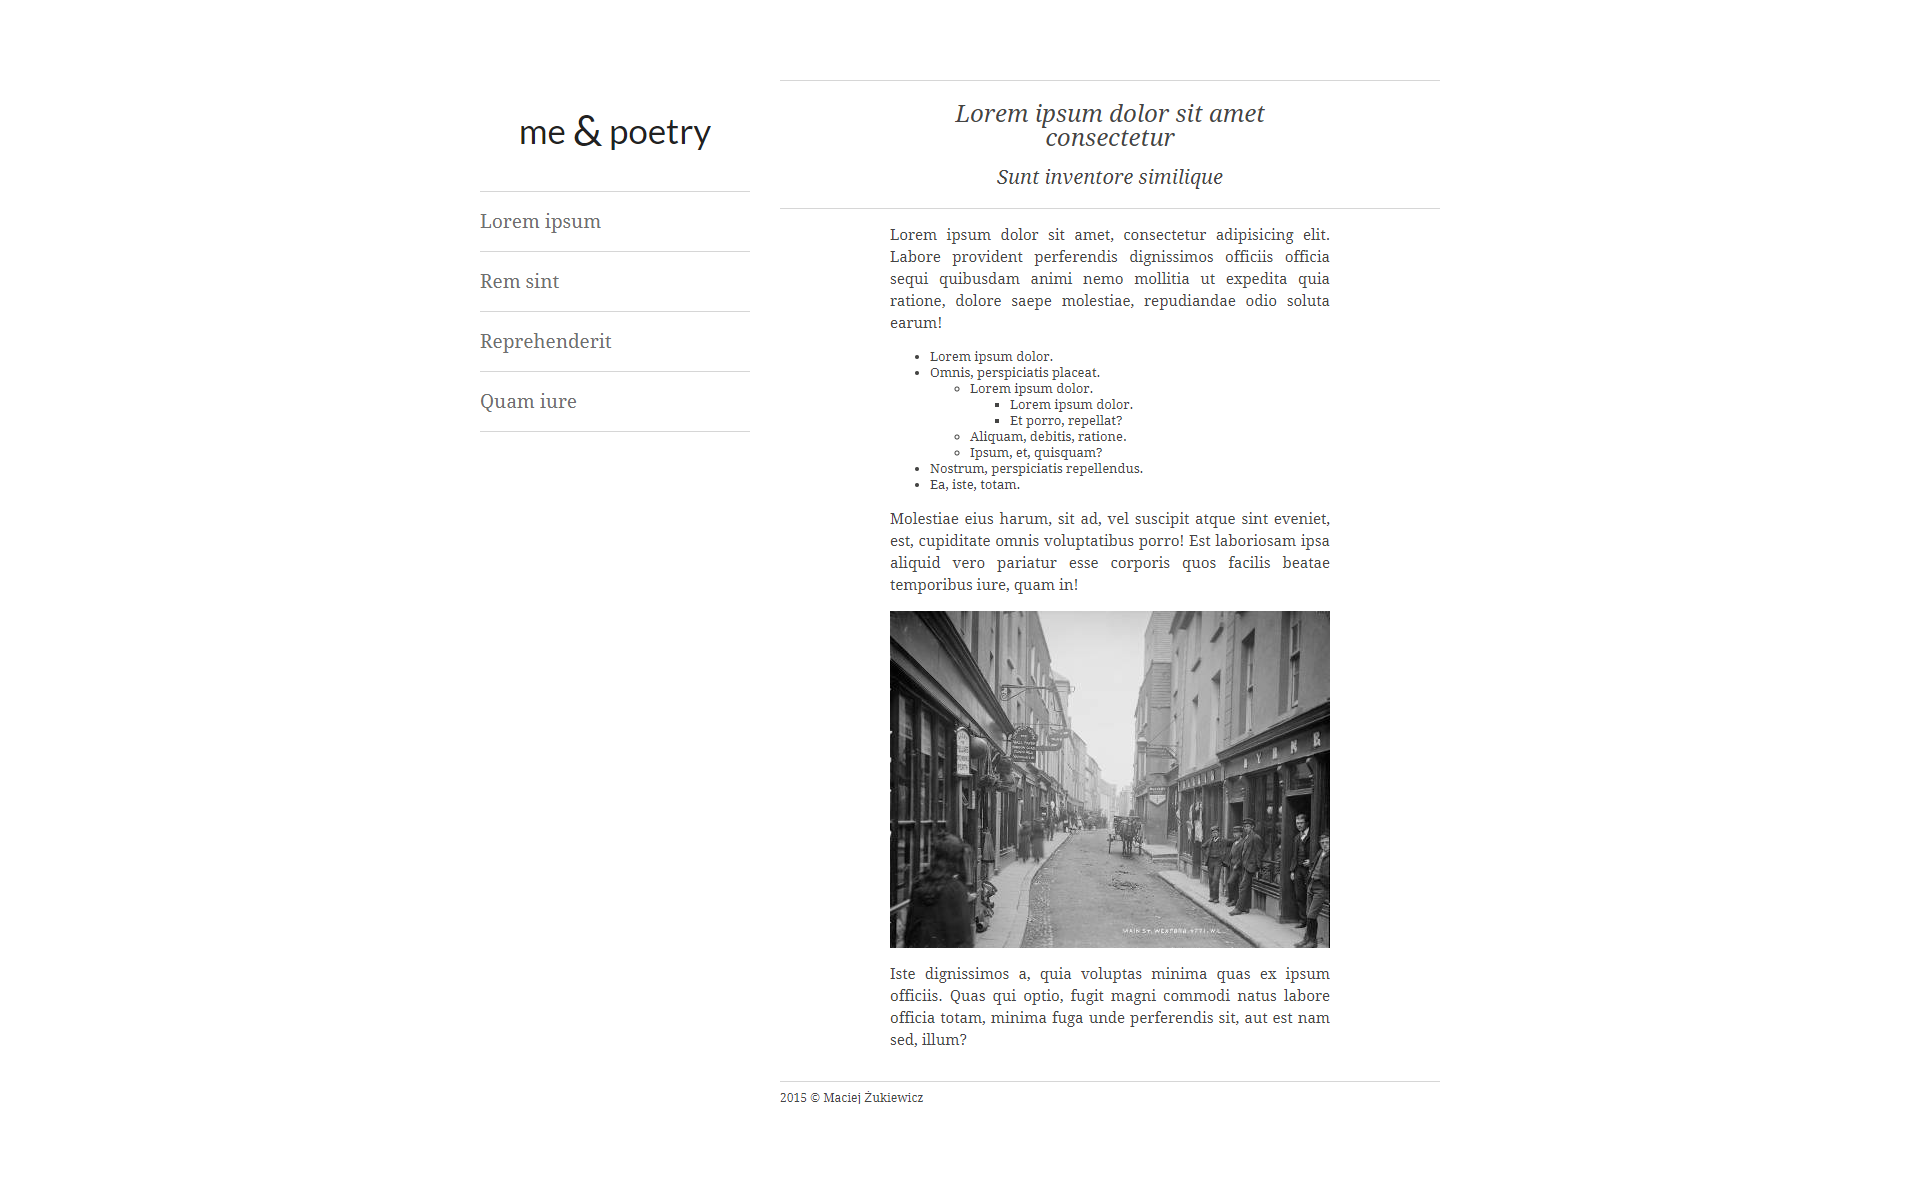 me & poetry
Lorem ipsum
Rem sint
Reprehenderit
Quam iure
Lorem ipsum dolor sit amet
consectetur
Sunt inventore similique
Lorem ipsum dolor sit amet, consectetur adipisicing elit.
Labore provident perferendis dignissimos officiis officia
sequi quibusdam animi nemo mollitia ut expedita quia
ratione, dolore saepe molestiae, repudiandae odio soluta
earum!
Lorem ipsum dolor.
Omnis, perspiciatis placeat.
Lorem ipsum dolor.
Lorem ipsum dolor.
Et porro, repellat?
Aliquam, debitis, ratione.
Ipsum, et, quisquam?
Nostrum, perspiciatis repellendus.
Ea, iste, totam.
Molestiae eius harum, sit ad, vel suscipit atque sint eveniet,
est, cupiditate omnis voluptatibus porro! Est laboriosam ipsa
aliquid vero pariatur esse corporis quos facilis beatae
temporibus iure, quam in!
MAIN ST. WEXFORD. W.L.
Iste dignissimos a, quia voluptas minima quas ex ipsum
officiis. Quas qui optio, fugit magni commodi natus labore
officia totam, minima fuga unde perferendis sit, aut est nam
sed, illum?
2015 © Maciej Żukiewicz